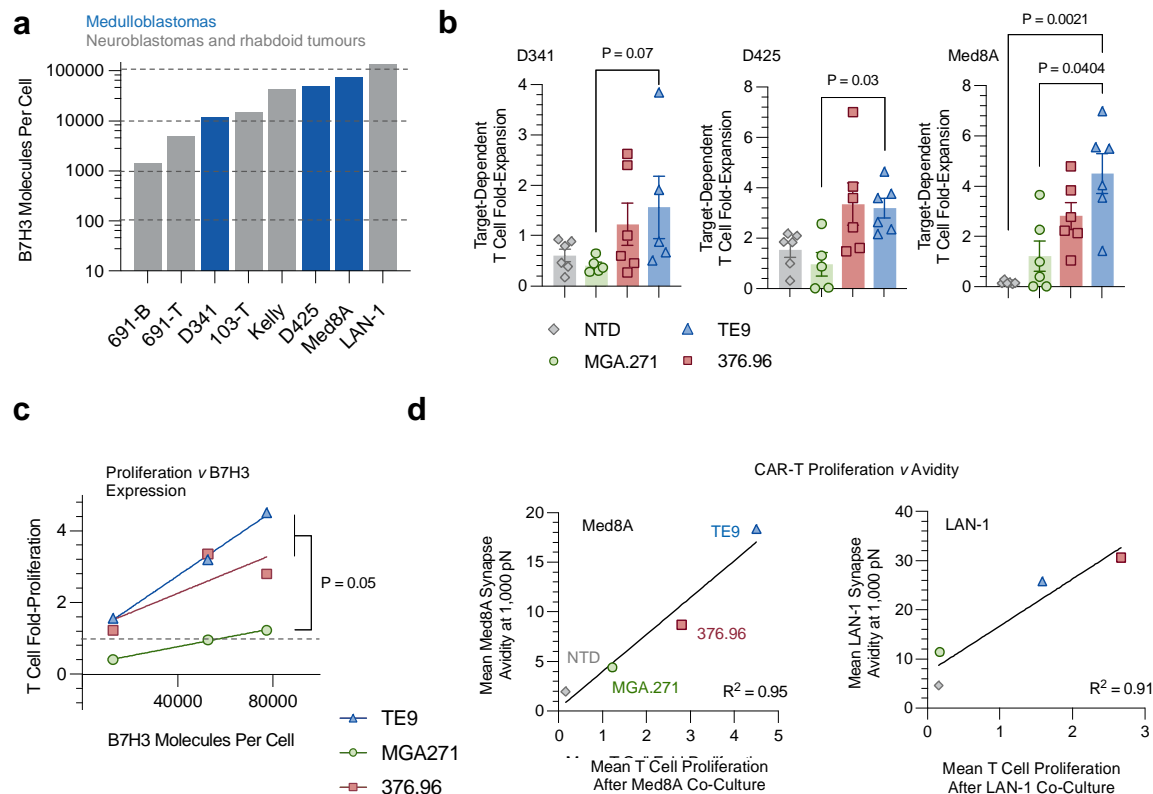 a
Medulloblastomas
Neuroblastomas and rhabdoid tumours
B7H3 Molecules Per Cell
100000
10000
1000
100
10
691-B
691-T
D341
103-T
Kelly
D425
Med8A
LAN-1
b
D341
P = 0.07
Target-Dependent
T Cell Fold-Expansion
4
3
2
1
0
D425
P = 0.03
Target-Dependent
T Cell Fold-Expansion
8
6
4
2
0
Med8A
P = 0.0021
P = 0.0404
Target-Dependent
T Cell Fold-Expansion
8
6
4
2
0
NTD
TE9
MGA.271
376.96
c
Proliferation v B7H3
Expression
T Cell Fold-Proliferation
4
2
0
P = 0.05
40000
80000
B7H3 Molecules Per Cell
TE9
MGA271
376.96
d
CAR-T Proliferation v Avidity
Med8A
Mean Med8A Synapse
Avidity at 1,000 pN
20
15
10
5
0
TE9
376.96
NTD
MGA.271
R² = 0.95
0 1 2 3 4 5
Mean T Cell Proliferation
After Med8A Co-Culture
LAN-1
Mean LAN-1 Synapse
Avidity at 1,000 pN
40
30
20
10
0
R² = 0.91
0 1 2 3
Mean T Cell Proliferation
After LAN-1 Co-Culture